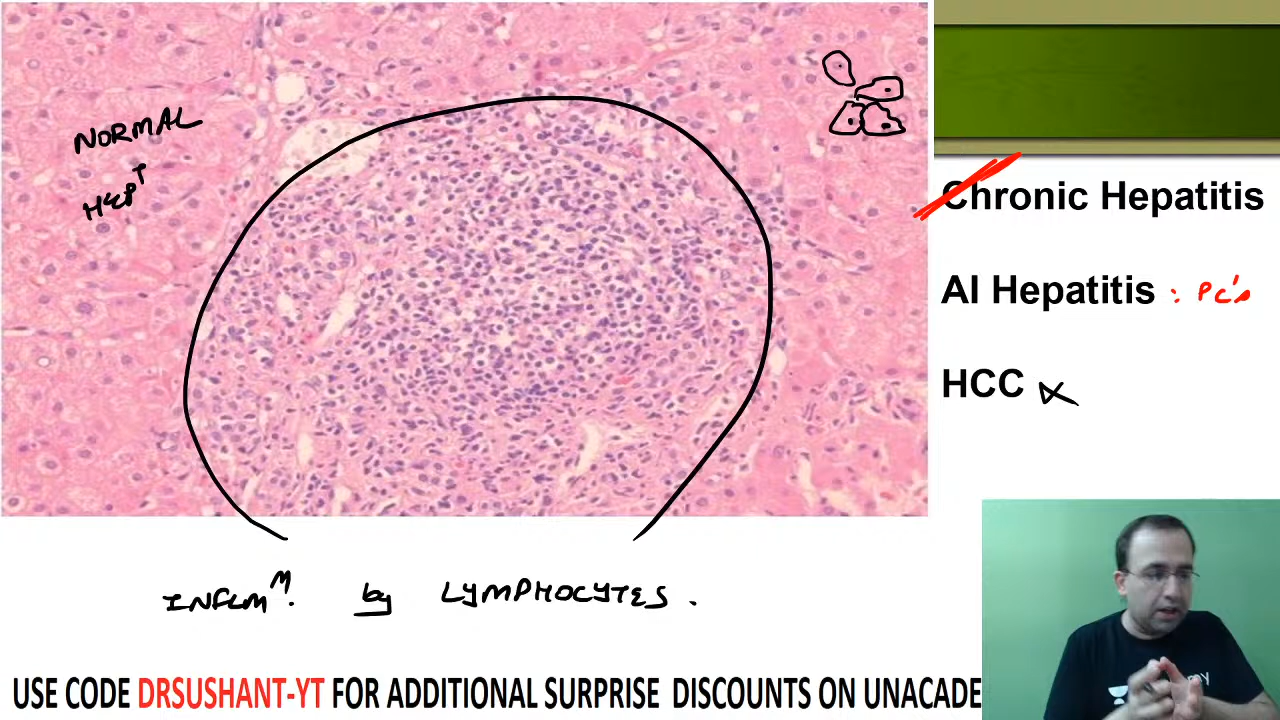 NORMAL
HEPT
Chronic Hepatitis
AI Hepatitis : PC's
HCC
INFLMM. by LYMPHOCYTES.
USE CODE DRSUSHANT-YT FOR ADDITIONAL SURPRISE DISCOUNTS ON UNACADE